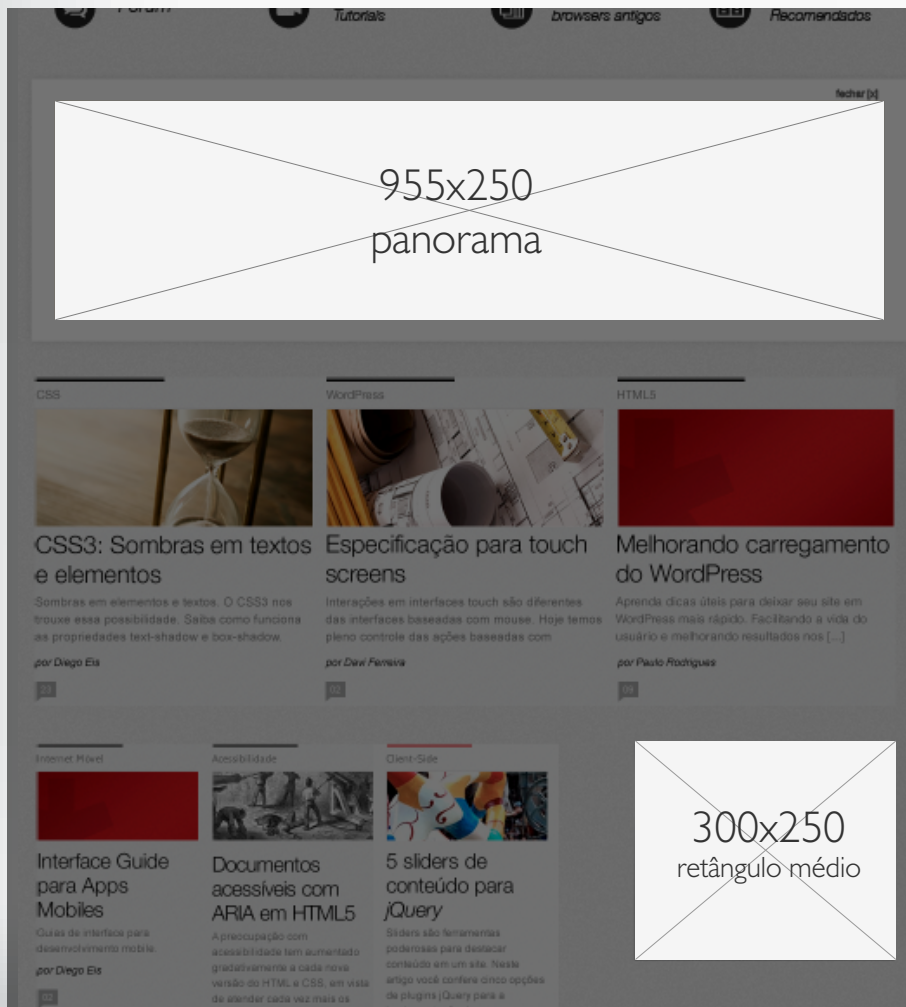 Fórum
Tutoriais
browsers antigos
Recomendados
fechar [x]
955x250
panorama
CSS
WordPress
HTML5
CSS3: Sombras em textos
e elementos
Sombras em elementos e textos. O CSS3 nos
trouxe essa possibilidade. Saiba como funciona
as propriedades text-shadow e box-shadow.
por Diego Eis
23
Especificação para touch
screens
Interações em interfaces touch são diferentes
das interfaces baseadas com mouse. Hoje temos
pleno controle das ações baseadas com
por Davi Ferreira
02
Melhorando carregamento
do WordPress
Aprenda dicas úteis para deixar seu site em
WordPress mais rápido. Facilitando a vida do
usuário e melhorando resultados nos [...]
por Paulo Rodrigues
09
Internet Móvel
Interface Guide
para Apps
Mobiles
Guias de interface para
desenvolvimento mobile.
por Diego Eis
02
Acessibilidade
Documentos
acessíveis com
ARIA em HTML5
A preocupação com
acessibilidade tem aumentado
gradativamente a cada nova
versão do HTML e CSS, em vista
de atender cada vez mais os
Client-Side
5 sliders de
conteúdo para
jQuery
Sliders são ferramentas
poderosas para destacar
conteúdo em um site. Neste
artigo você confere cinco opções
de plugins jQuery para a
300x250
retângulo médio